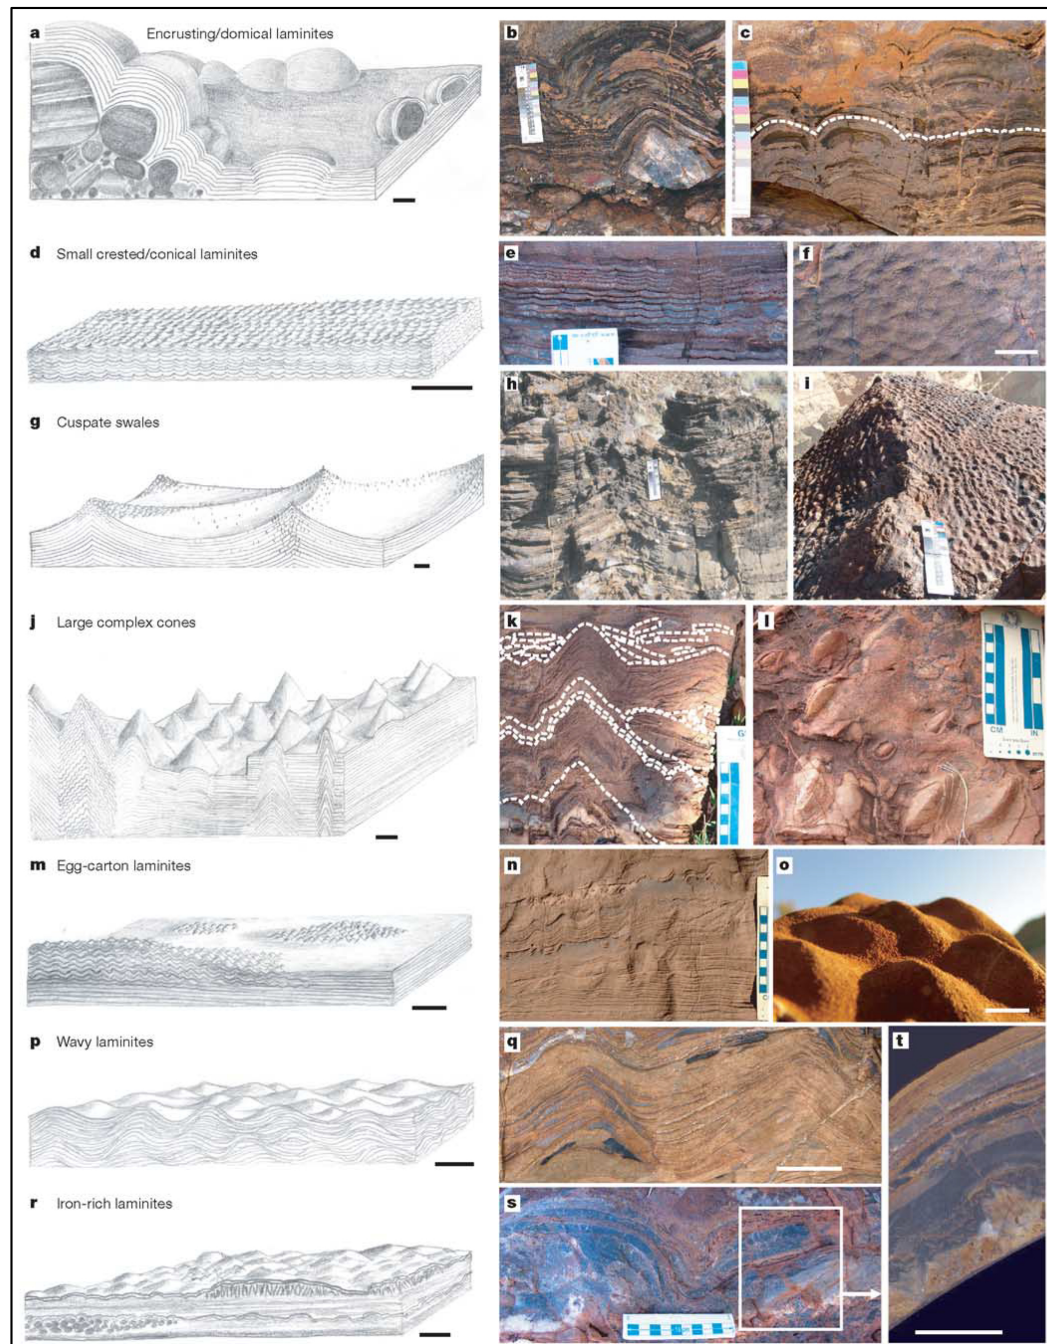 a Encrusting/domical laminites
b
c
d Small crested/conical laminites
e
f
g Cuspate swales
h
i
j Large complex cones
k
l
CM IN
m Egg-carton laminites
n
o
p Wavy laminites
q
t
r Iron-rich laminites
s